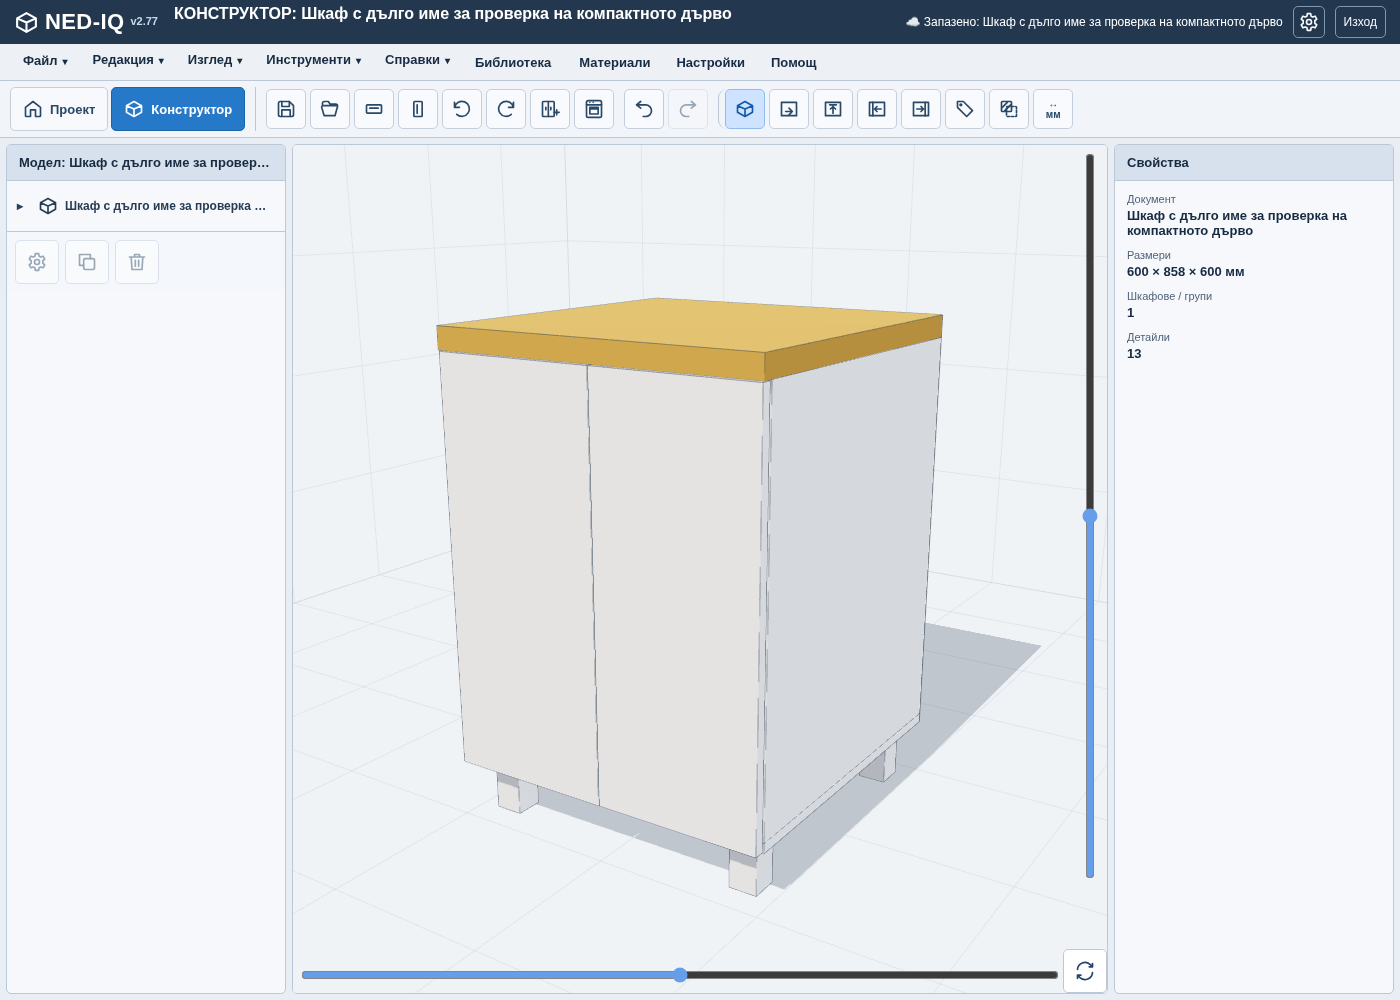 NED-IQ v2.77
КОНСТРУКТОР: Шкаф с дълго име за проверка на компактното дърво
Запазено: Шкаф с дълго име за проверка на компактното дърво
Изход
Файл ▾ Редакция ▾ Изглед ▾ Инструменти ▾ Справки ▾ Библиотека Материали Настройки Помощ
Проект
Конструктор
↔
мм
Модел: Шкаф с дълго име за провер...
Шкаф с дълго име за проверка ...
Свойства
Документ
Шкаф с дълго име за проверка на
компактното дърво
Размери
600 × 858 × 600 мм
Шкафове / групи
1
Детайли
13